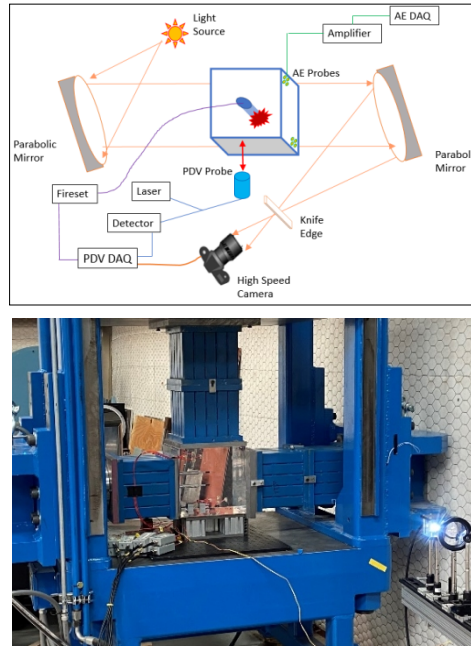 Light
Source
AE DAQ
Amplifier
AE Probes
Parabolic
Mirror
Parabolic
Mirror
PDV Probe
Laser
Fireset
Detector
Knife
Edge
PDV DAQ
High Speed
Camera